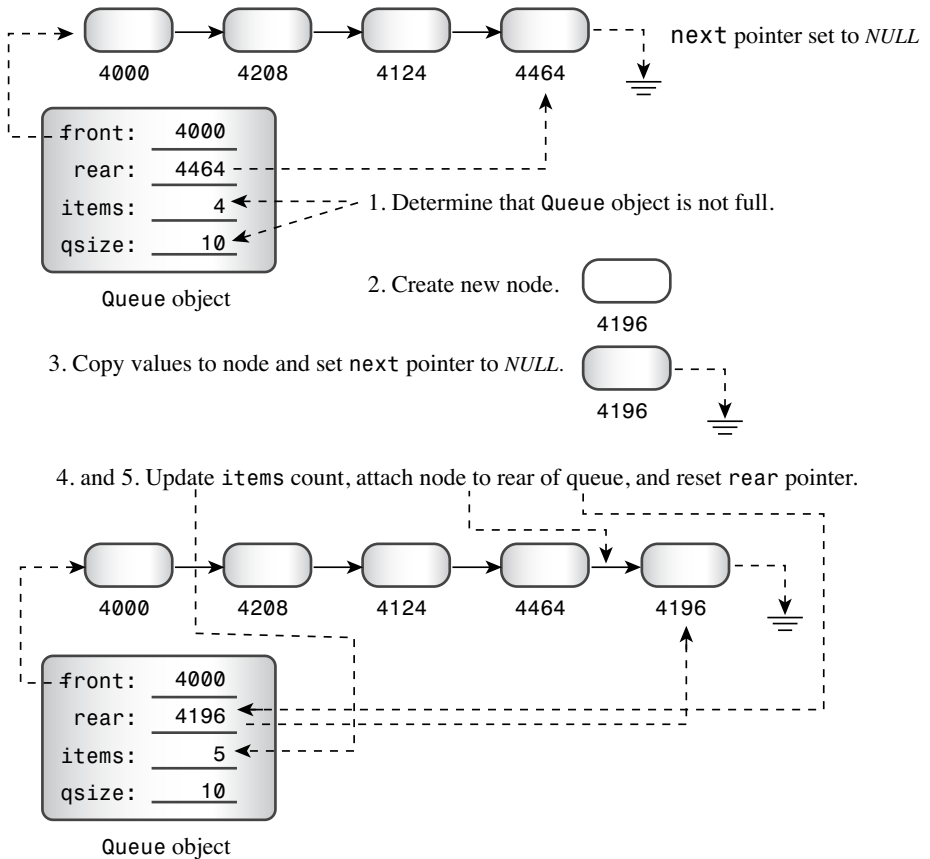 next pointer set to NULL
4000 4208 4124 4464
front: 4000
rear: 4464
items: 4
qsize: 10
Queue object
1. Determine that Queue object is not full.
2. Create new node.
4196
3. Copy values to node and set next pointer to NULL.
4196
4. and 5. Update items count, attach node to rear of queue, and reset rear pointer.
4000 4208 4124 4464 4196
front: 4000
rear: 4196
items: 5
qsize: 10
Queue object